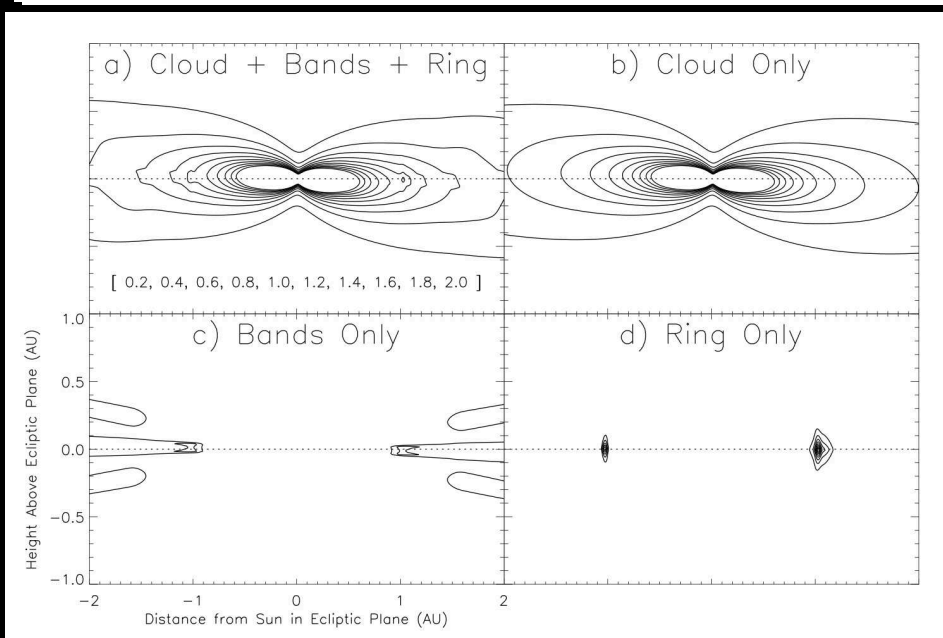 a) Cloud + Bands + Ring
b) Cloud Only
[ 0.2, 0.4, 0.6, 0.8, 1.0, 1.2, 1.4, 1.6, 1.8, 2.0 ]
c) Bands Only
d) Ring Only
Height Above Ecliptic Plane (AU)
1.0
0.5
0.0
−0.5
−1.0
−2 −1 0 1 2
Distance from Sun in Ecliptic Plane (AU)